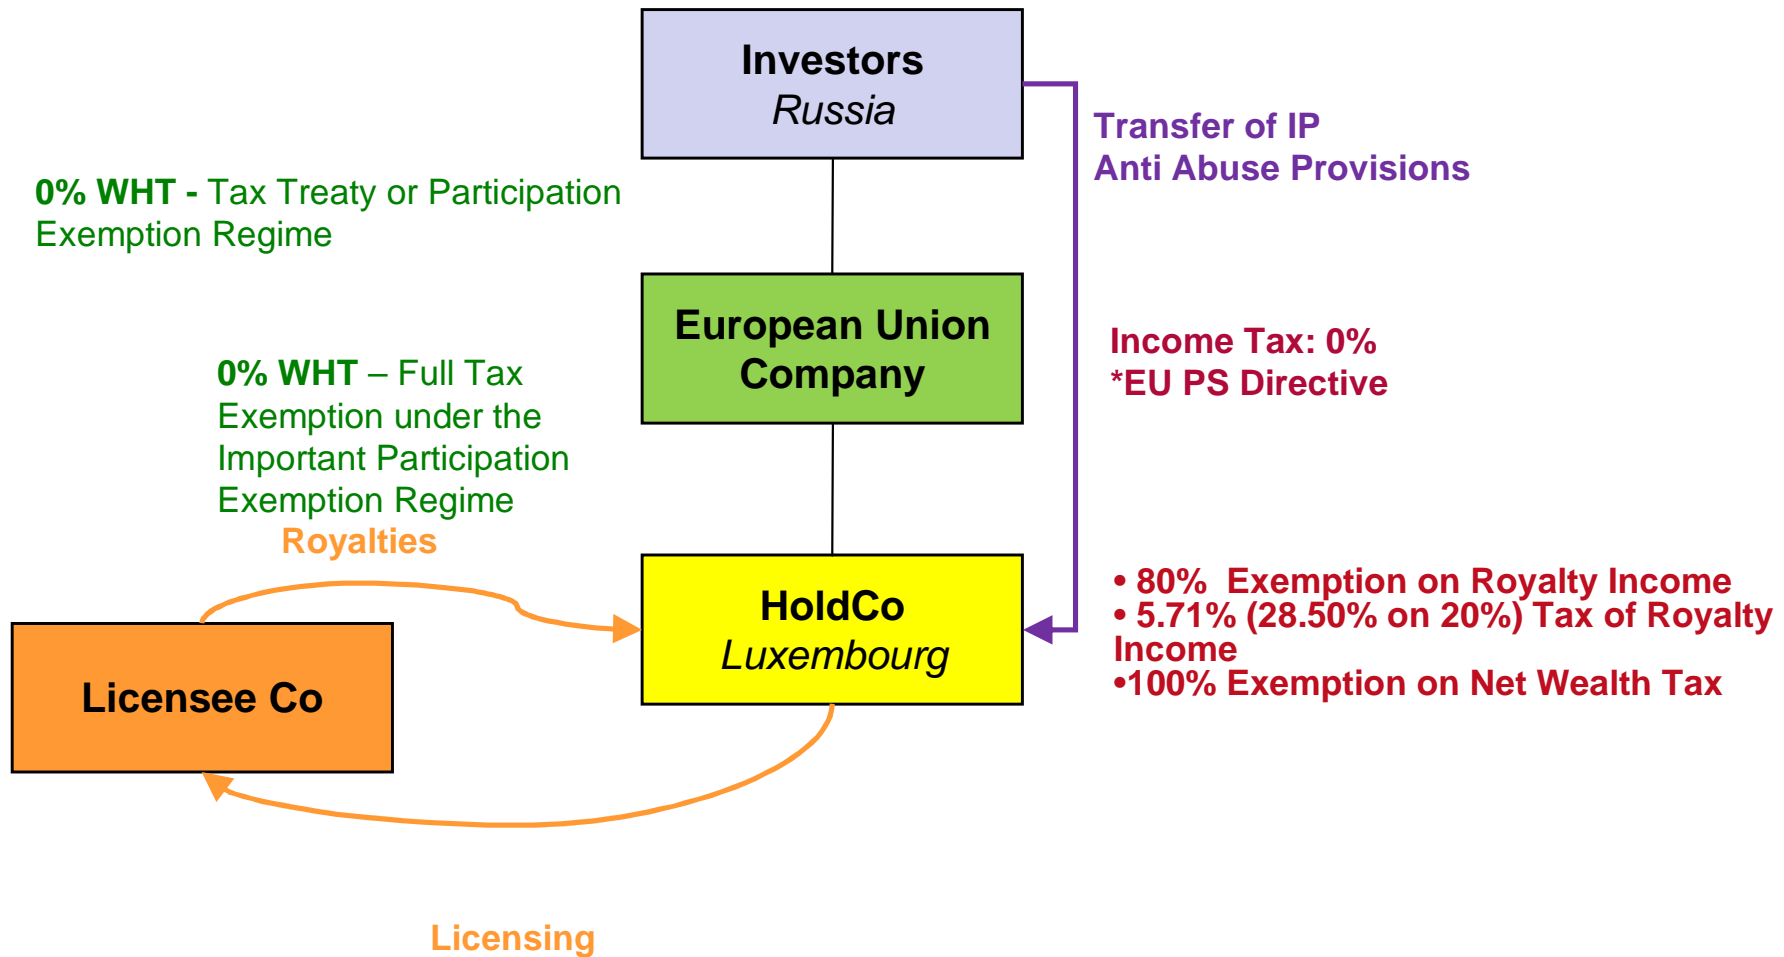 Investors
Russia
Transfer of IP
Anti Abuse Provisions
0% WHT - Tax Treaty or Participation
Exemption Regime
European Union
Company
Income Tax: 0%
*EU PS Directive
0% WHT – Full Tax
Exemption under the
Important Participation
Exemption Regime
Royalties
HoldCo
Luxembourg
• 80%  Exemption on Royalty Income
• 5.71% (28.50% on 20%) Tax of Royalty
Income
•100% Exemption on Net Wealth Tax
Licensee Co
Licensing